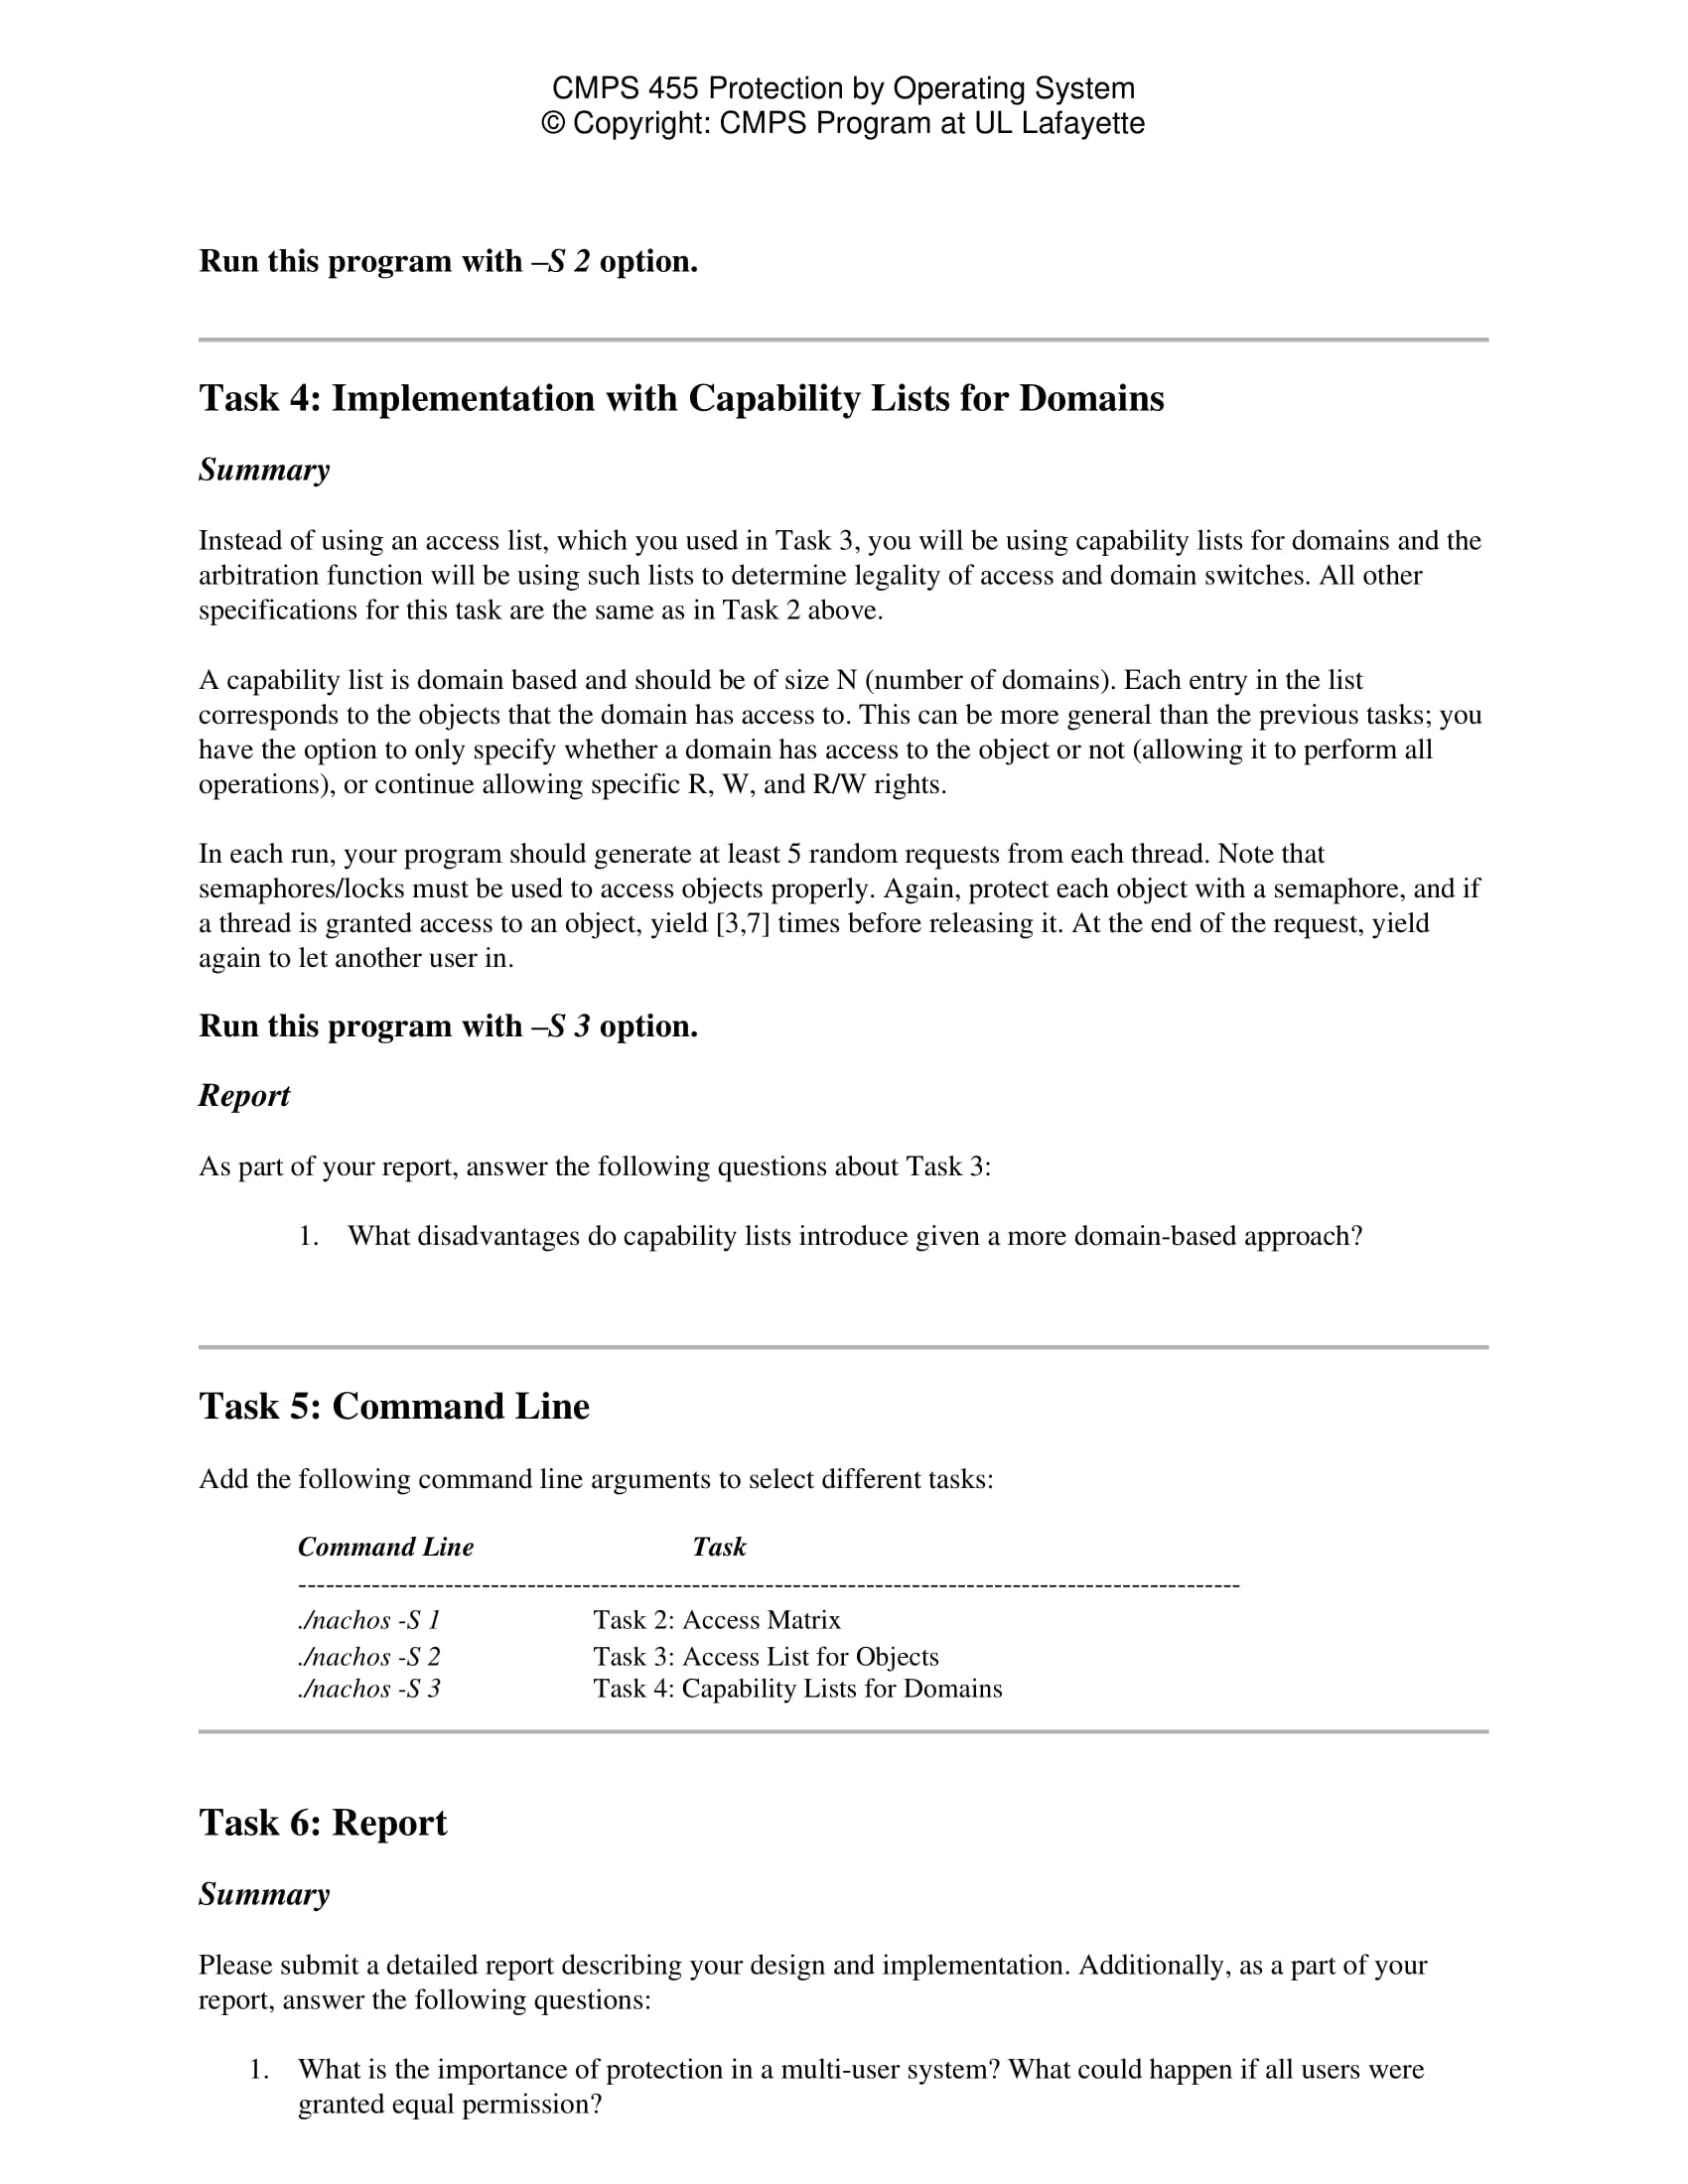 CMPS 455 Protection by Operating System
© Copyright: CMPS Program at UL Lafayette
Run this program with –S 2 option.
Task 4: Implementation with Capability Lists for Domains
Summary
Instead of using an access list, which you used in Task 3, you will be using capability lists for domains and the
arbitration function will be using such lists to determine legality of access and domain switches. All other
specifications for this task are the same as in Task 2 above.
A capability list is domain based and should be of size N (number of domains). Each entry in the list
corresponds to the objects that the domain has access to. This can be more general than the previous tasks; you
have the option to only specify whether a domain has access to the object or not (allowing it to perform all
operations), or continue allowing specific R, W, and R/W rights.
In each run, your program should generate at least 5 random requests from each thread. Note that
semaphores/locks must be used to access objects properly. Again, protect each object with a semaphore, and if
a thread is granted access to an object, yield [3,7] times before releasing it. At the end of the request, yield
again to let another user in.
Run this program with –S 3 option.
Report
As part of your report, answer the following questions about Task 3:
1. What disadvantages do capability lists introduce given a more domain-based approach?
Task 5: Command Line
Add the following command line arguments to select different tasks:
Command Line Task
-------------------------------------------------------------------------------------------------------
./nachos -S 1 Task 2: Access Matrix
./nachos -S 2 Task 3: Access List for Objects
./nachos -S 3 Task 4: Capability Lists for Domains
Task 6: Report
Summary
Please submit a detailed report describing your design and implementation. Additionally, as a part of your
report, answer the following questions:
1. What is the importance of protection in a multi-user system? What could happen if all users were
granted equal permission?